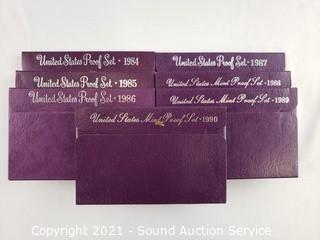 United States Proof Set · 1984
United States Proof Set · 1987
United States Proof Set · 1985
United States Mint Proof Set · 1988
United States Proof Set · 1986
United States Mint Proof Set · 1989
United States Mint Proof Set · 1990
Copyright 2021 - Sound Auction Service